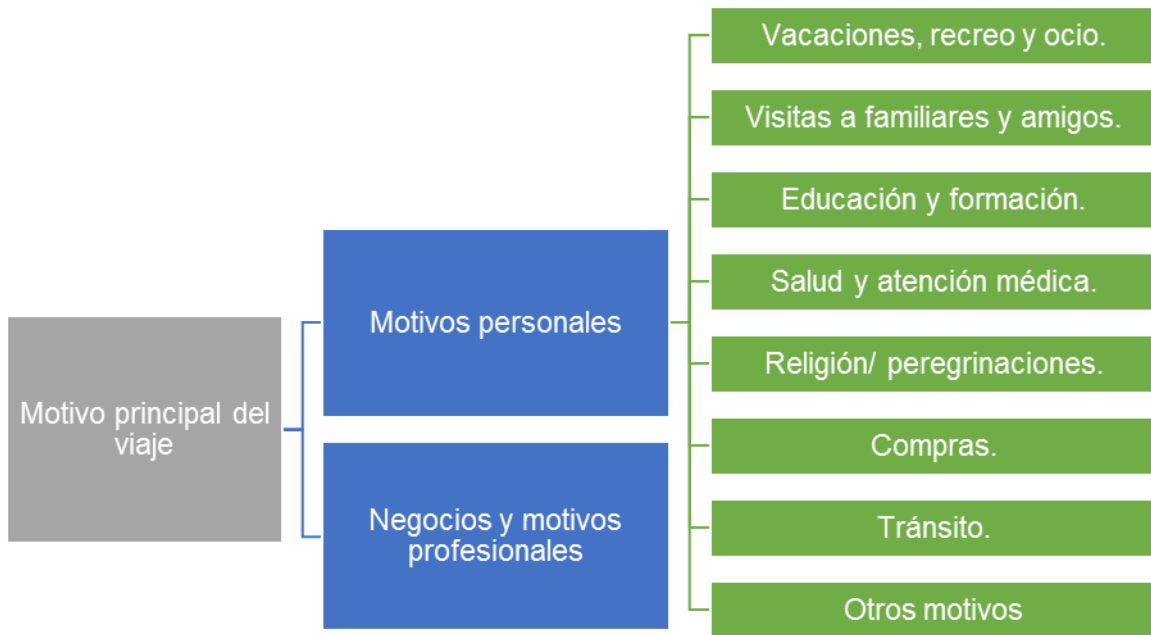 Motivo principal del
viaje
Motivos personales
Negocios y motivos
profesionales
Vacaciones, recreo y ocio.
Visitas a familiares y amigos.
Educación y formación.
Salud y atención médica.
Religión/ peregrinaciones.
Compras.
Tránsito.
Otros motivos